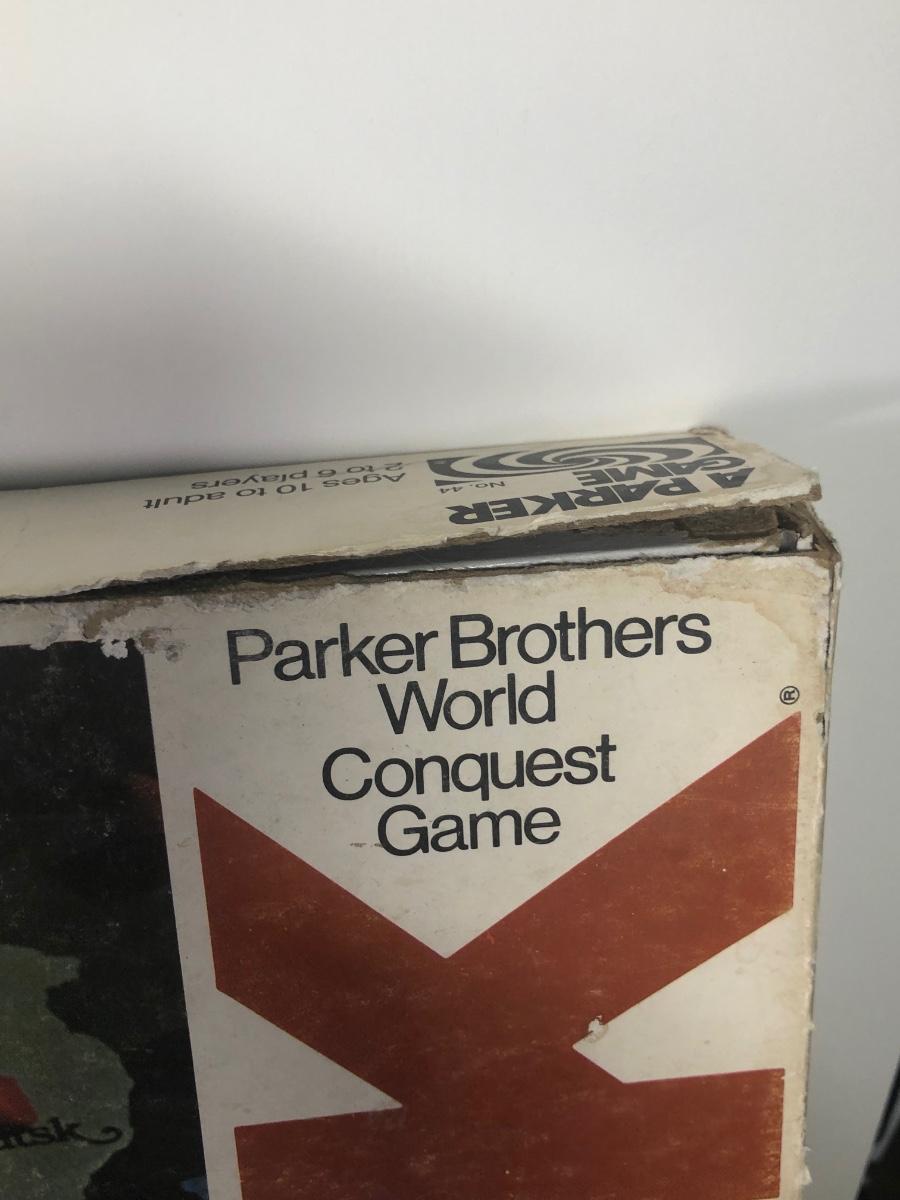 Ages 10 to adult
2 to 6 players
No. 44
A PARKER
GAME
Parker Brothers
World
Conquest
Game
®
K